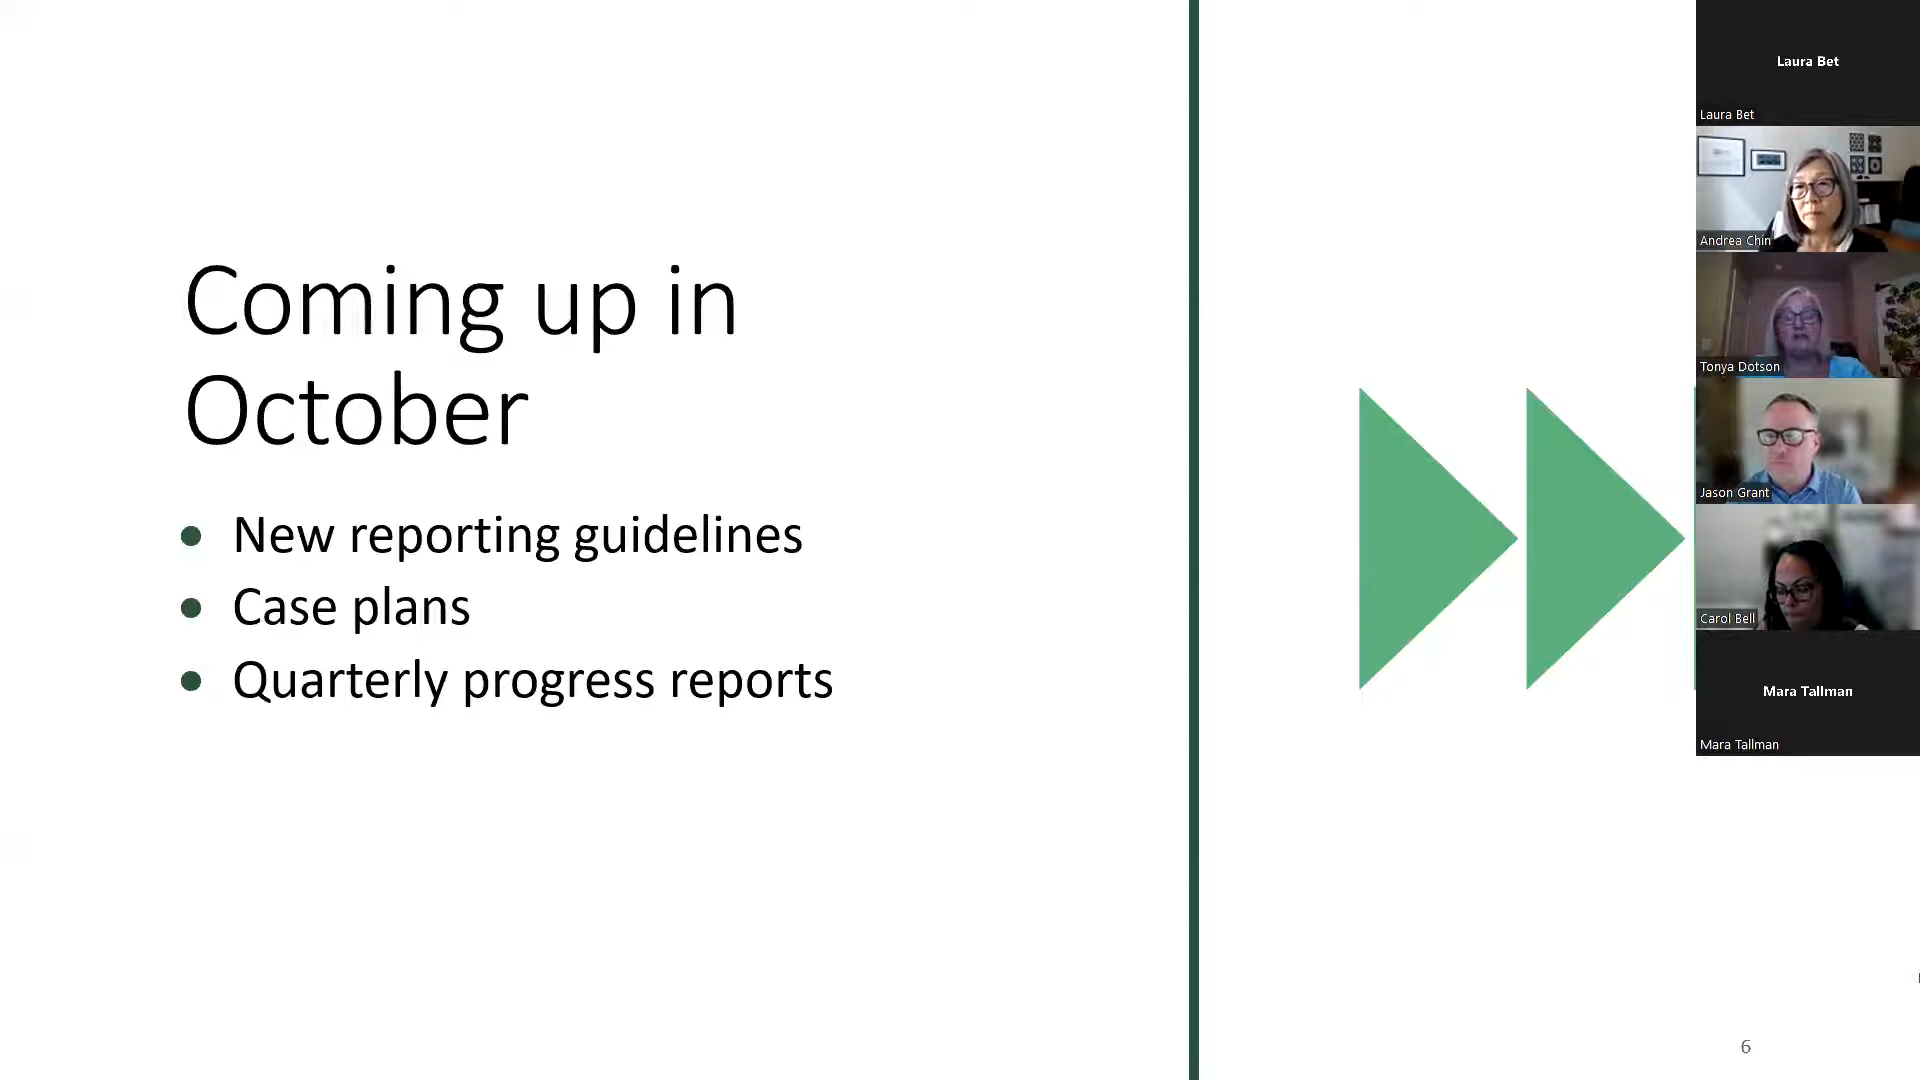 Coming up in
October
New reporting guidelines
Case plans
Quarterly progress reports
Laura Bet
Laura Bet
Andrea Chin
Tonya Dotson
Jason Grant
Carol Bell
Mara Tallman
Mara Tallman
6